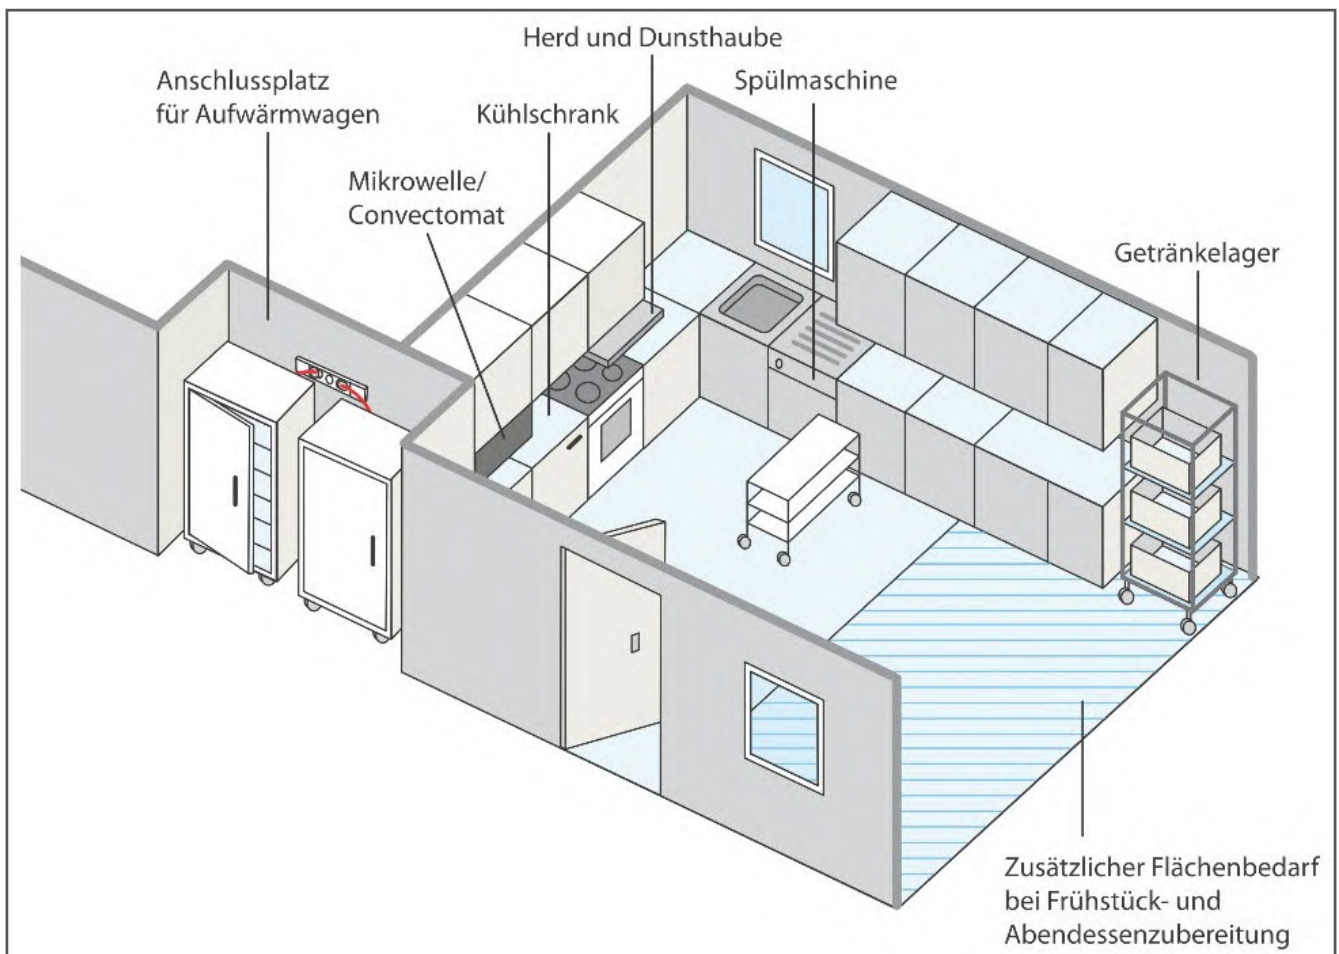 Herd und Dunsthaube
Anschlussplatz
für Aufwärmwagen
Kühlschrank
Spülmaschine
Mikrowelle/
Convectomat
Getränkelager
Zusätzlicher Flächenbedarf
bei Frühstück- und
Abendessenzubereitung